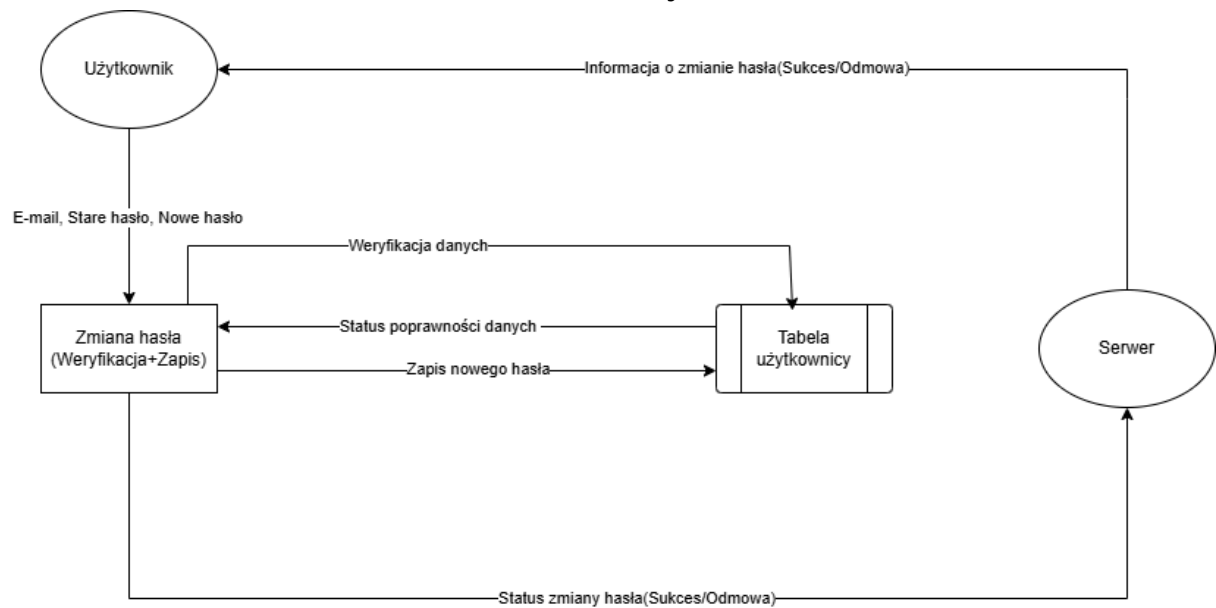 Użytkownik
Informacja o zmianie hasła(Sukces/Odmowa)
E-mail, Stare hasło, Nowe hasło
Weryfikacja danych
Zmiana hasła
(Weryfikacja+Zapis)
Status poprawności danych
Zapis nowego hasła
Tabela
użytkownicy
Serwer
Status zmiany hasła(Sukces/Odmowa)